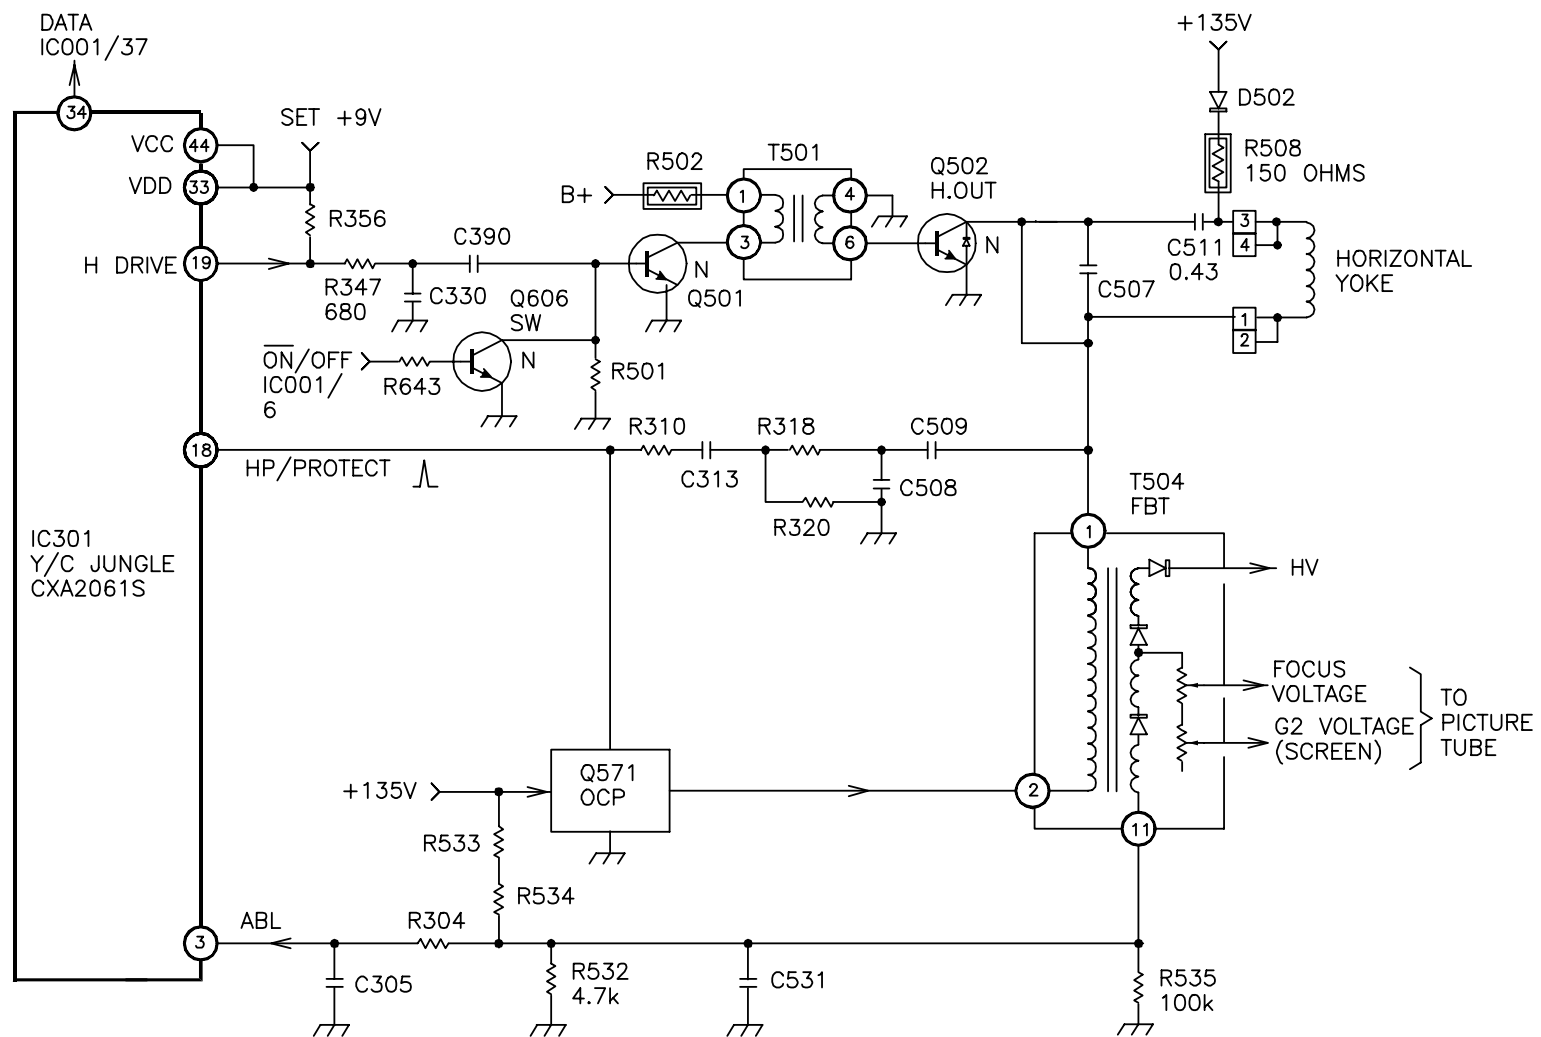 DATA
IC001/37
34
VCC
44
VDD
33
SET +9V
R356
H DRIVE
19
R347
680
C330
C390
Q606
SW
N
ON/OFF
IC001/
6
R643
R501
B+
R502
T501
1
3
4
6
N
Q501
Q502
H.OUT
N
+135V
D502
R508
150 OHMS
C511
0.43
C507
3
4
1
2
HORIZONTAL
YOKE
18
HP/PROTECT
R310
C313
R318
R320
C508
C509
T504
FBT
1
HV
FOCUS
VOLTAGE
G2 VOLTAGE
(SCREEN)
TO
PICTURE
TUBE
IC301
Y/C JUNGLE
CXA2061S
+135V
Q571
OCP
2
11
R533
R534
3
ABL
R304
C305
R532
4.7k
C531
R535
100k